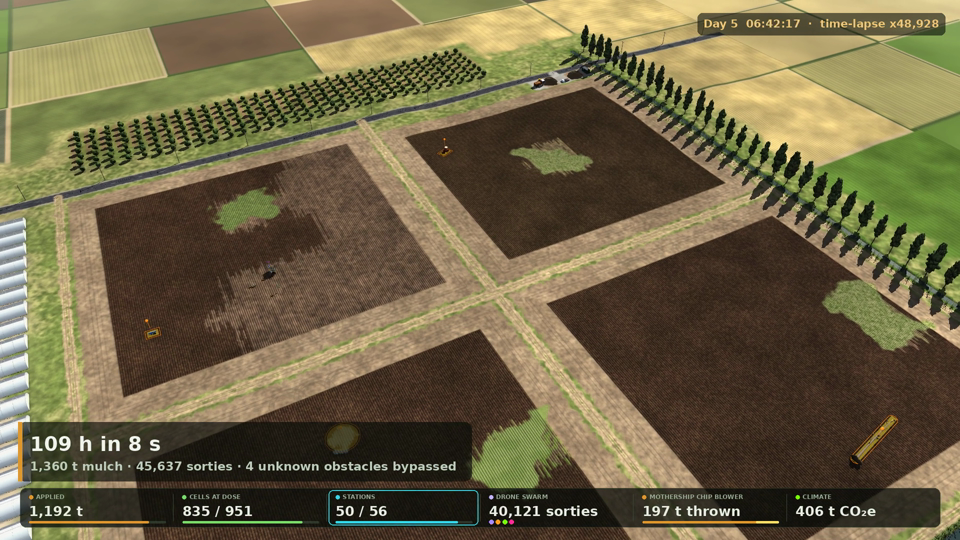 Day 5 06:42:17 · time-lapse x48,928
109 h in 8 s
1,360 t mulch · 45,637 sorties · 4 unknown obstacles bypassed
APPLIED
1,192 t
CELLS AT DOSE
835 / 951
STATIONS
50 / 56
DRONE SWARM
40,121 sorties
MOTHERSHIP CHIP BLOWER
197 t thrown
CLIMATE
406 t CO₂e